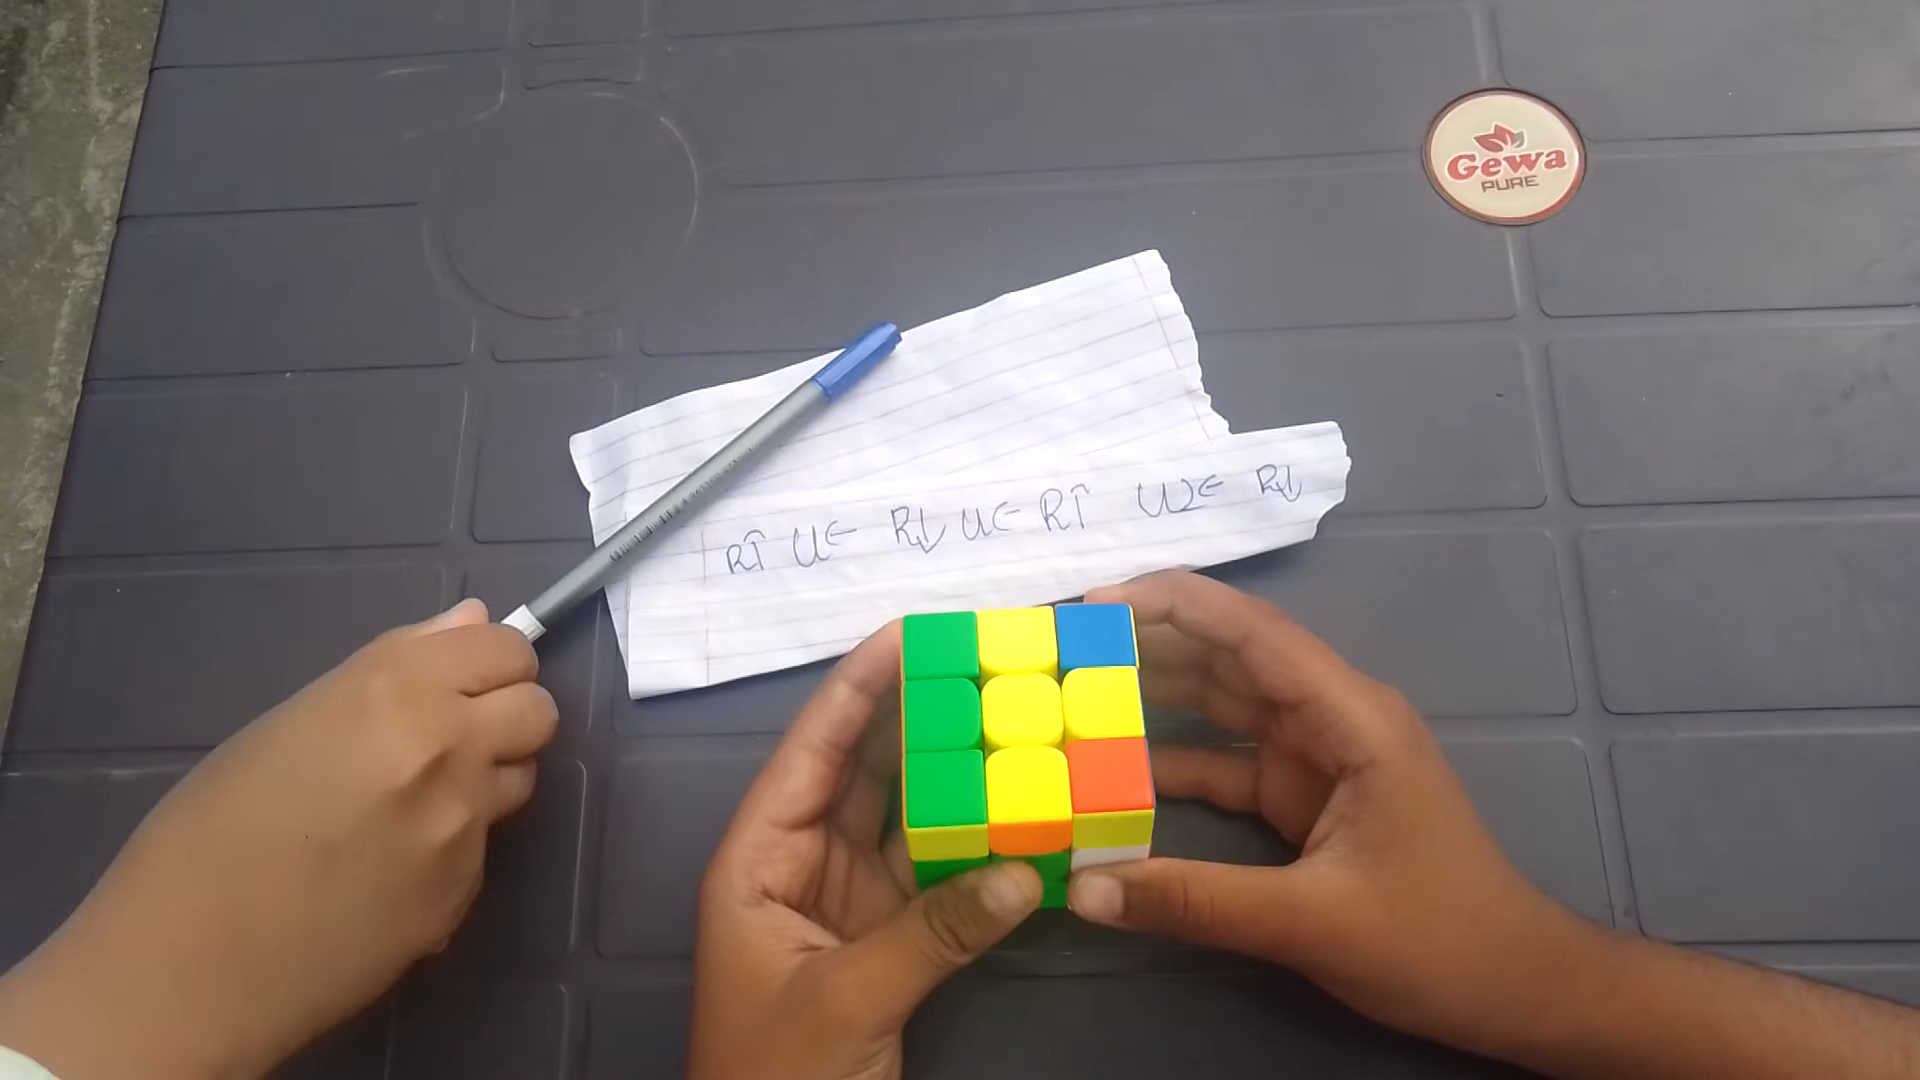 Gewa
PURE
R↑ U← R↓ U← R↑ U2← R↓